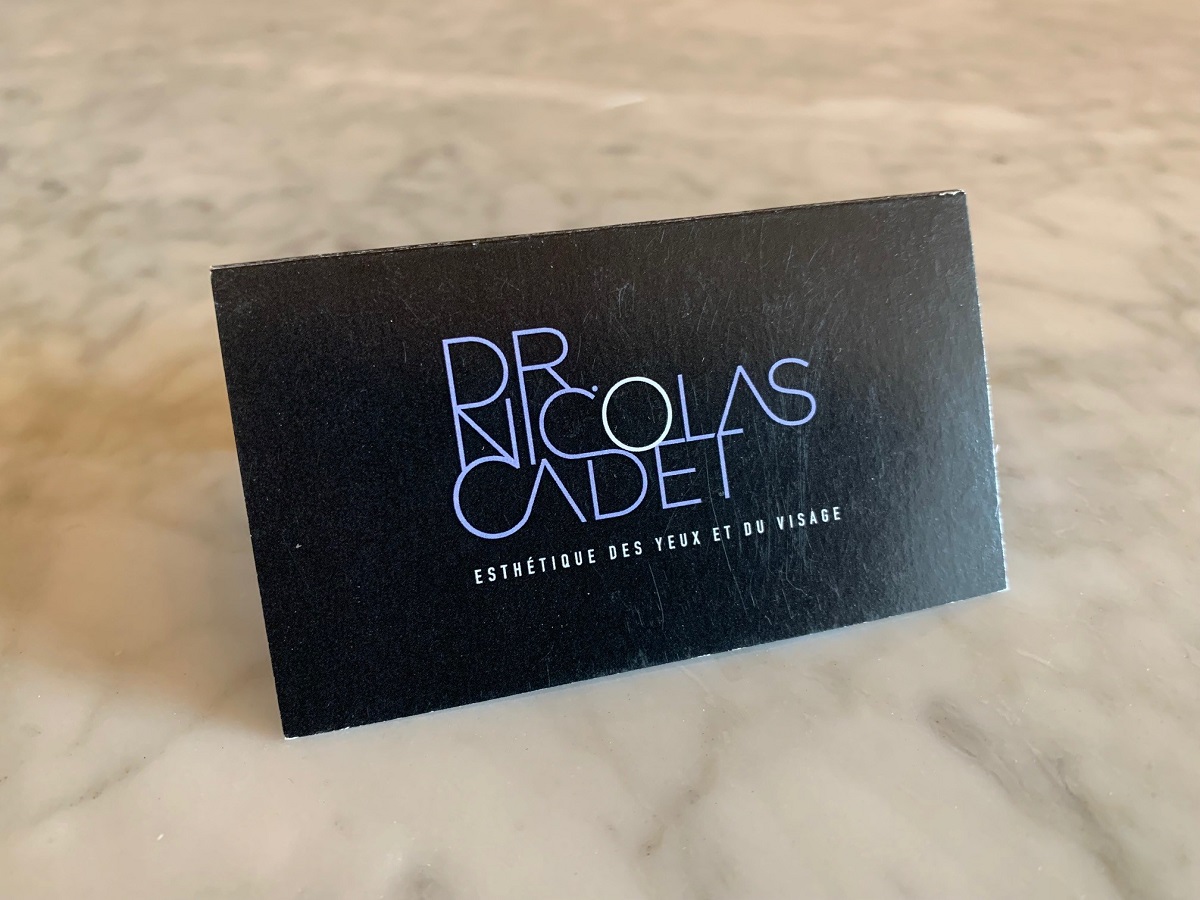 DR.
NICOLAS
CADET
ESTHÉTIQUE DES YEUX ET DU VISAGE